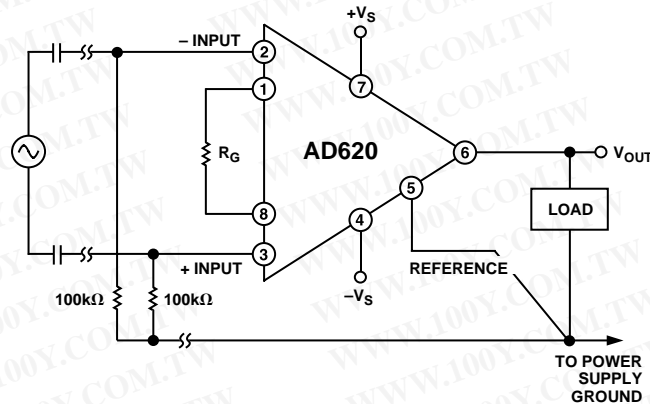 +VS
– INPUT
2
1
7
RG
AD620
6
VOUT
5
8
4
LOAD
3
+ INPUT
REFERENCE
–VS
100kΩ
100kΩ
TO POWER
SUPPLY
GROUND
WWW.100Y.COM.TW